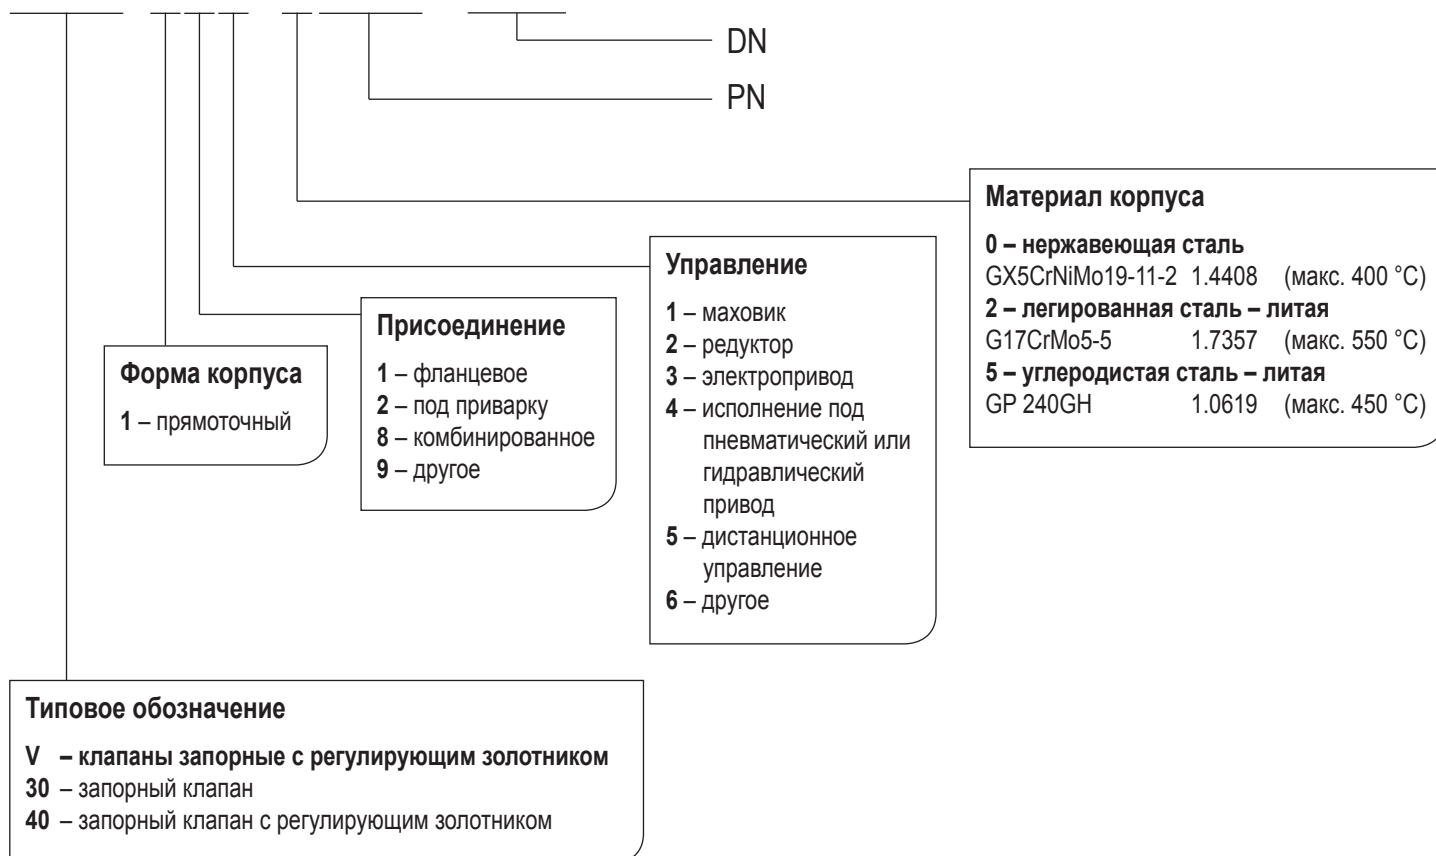 DN
PN
Материал корпуса
0 – нержавеющая сталь
GX5CrNiMo19-11-2 1.4408 (макс. 400 °C)
2 – легированная сталь – литая
G17CrMo5-5 1.7357 (макс. 550 °C)
5 – углеродистая сталь – литая
GP 240GH 1.0619 (макс. 450 °C)
Управление
1 – маховик
2 – редуктор
3 – электропривод
4 – исполнение под
пневматический или
гидравлический
привод
5 – дистанционное
управление
6 – другое
Присоединение
1 – фланцевое
2 – под приварку
8 – комбинированное
9 – другое
Форма корпуса
1 – прямоточный
Типовое обозначение
V – клапаны запорные с регулирующим золотником
30 – запорный клапан
40 – запорный клапан с регулирующим золотником